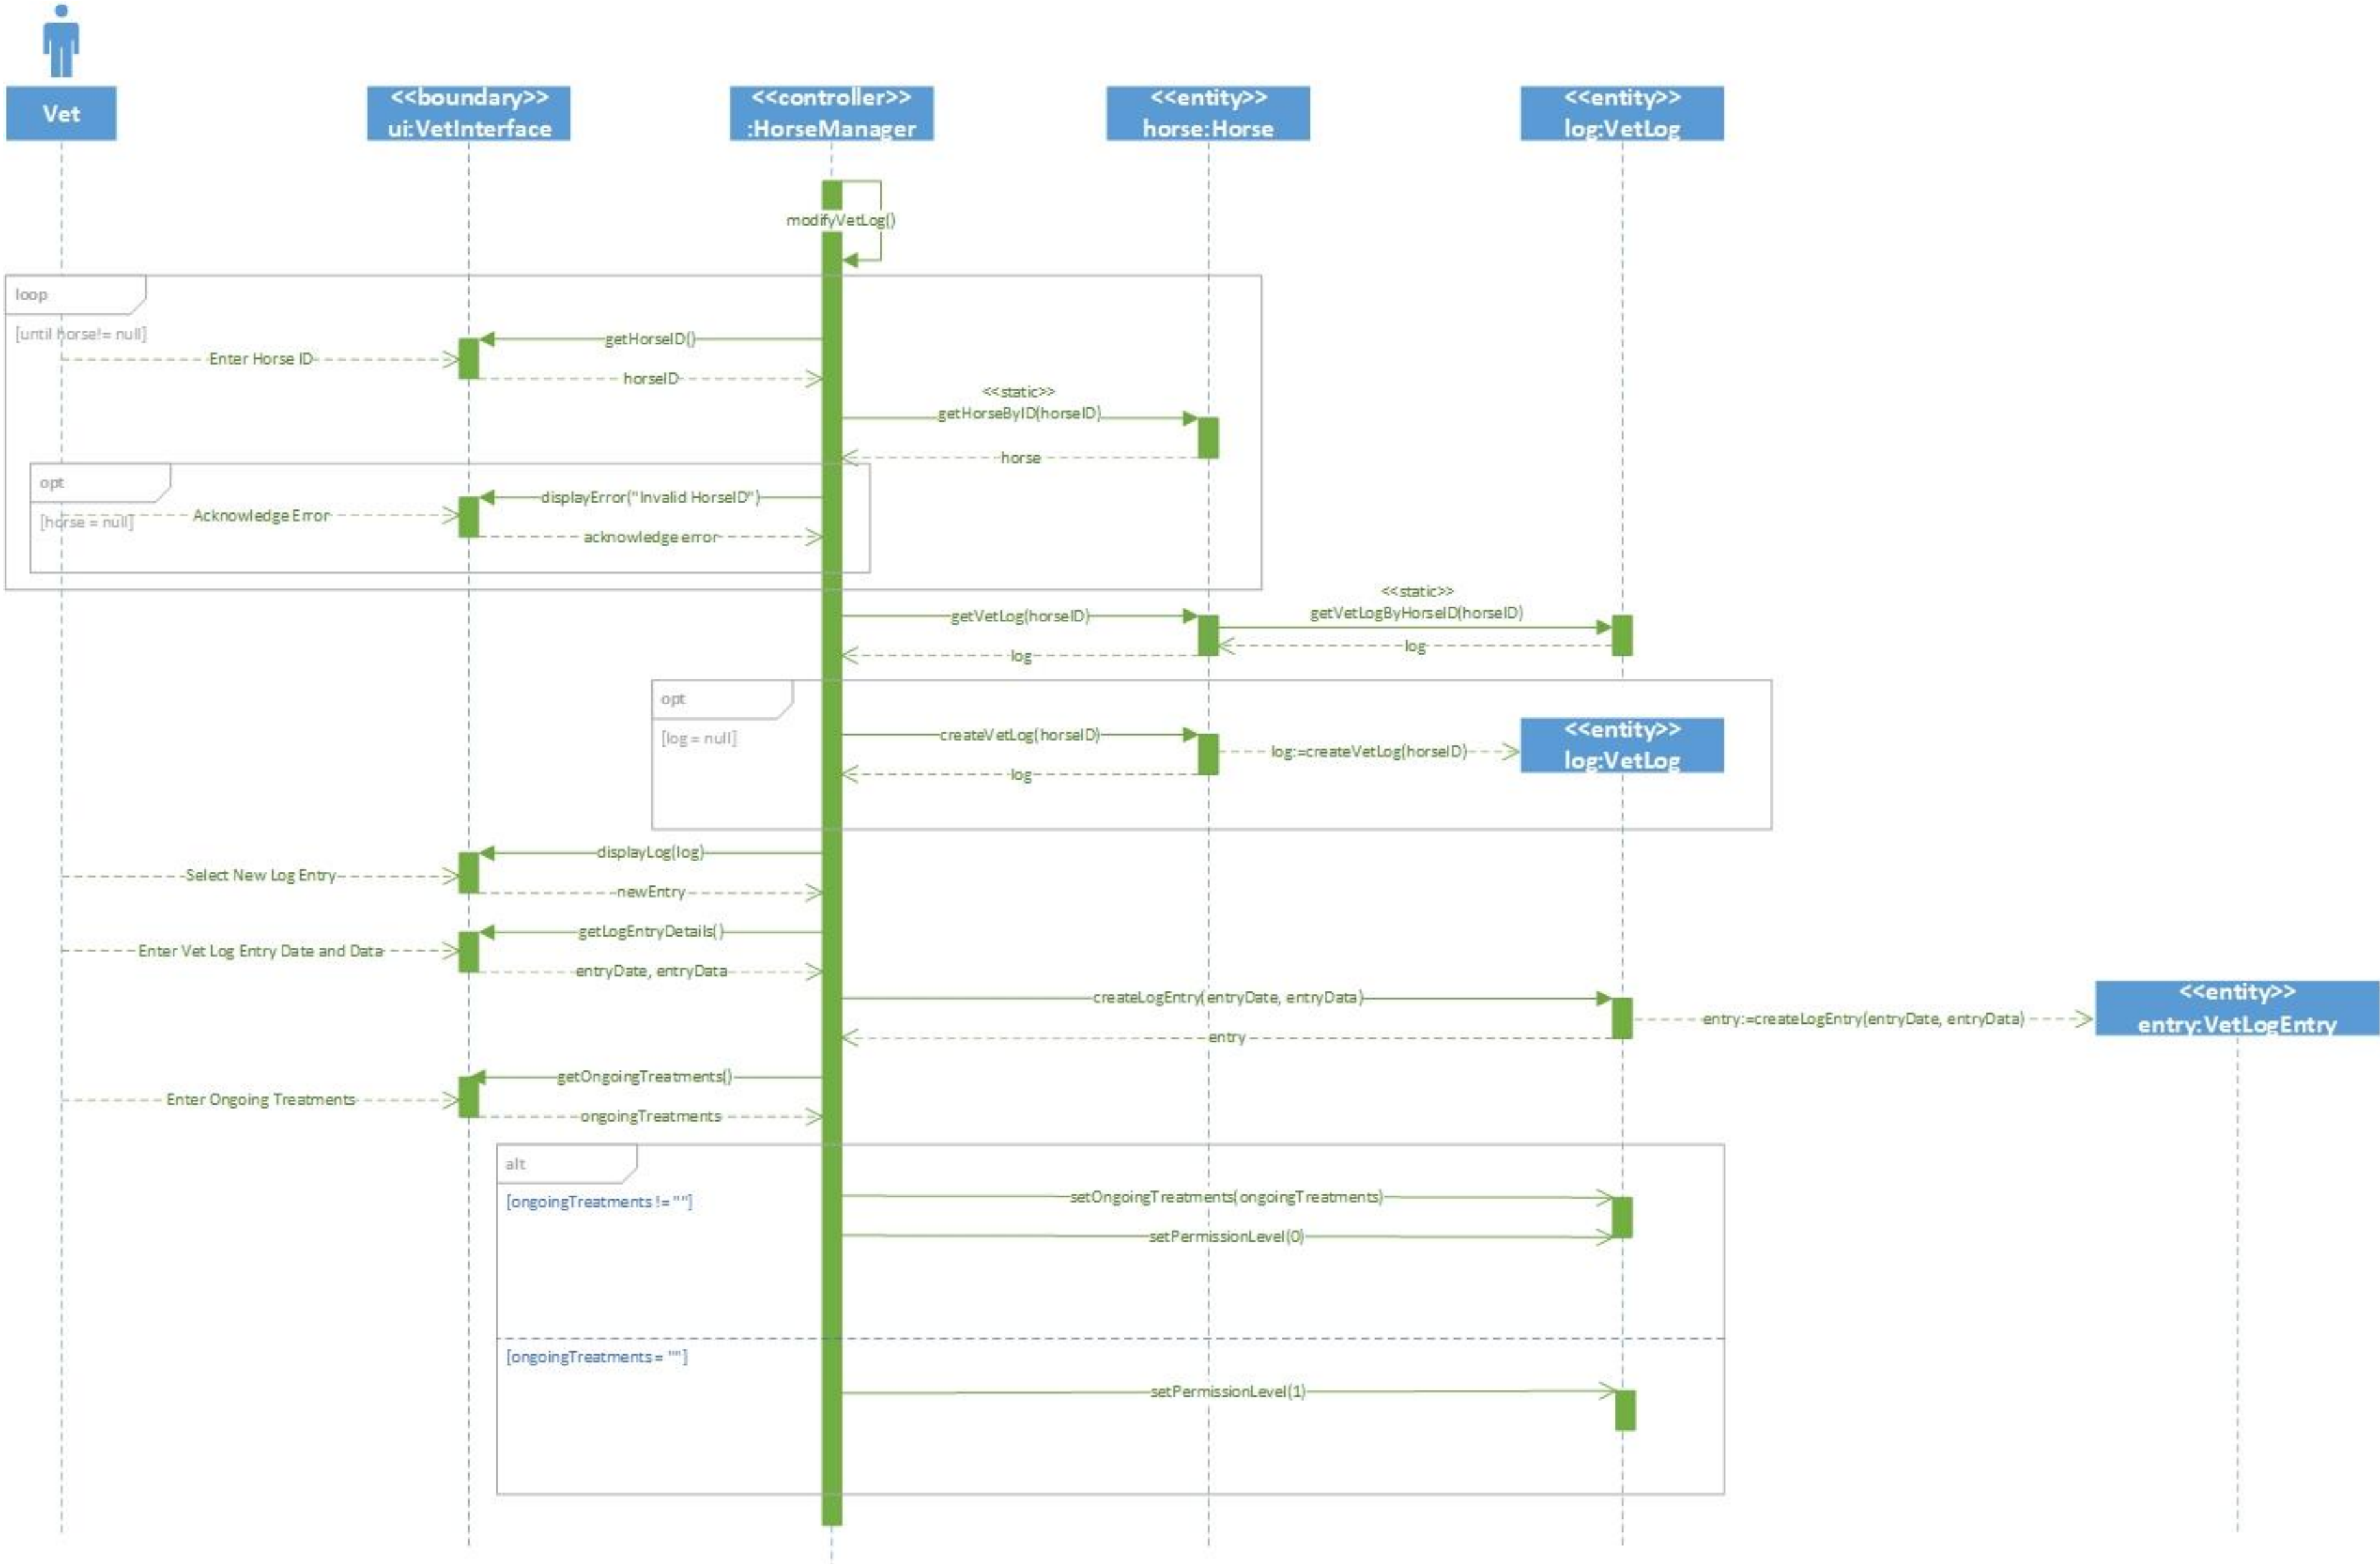 Vet
<<boundary>>
ui:VetInterface
<<controller>>
:HorseManager
<<entity>>
horse:Horse
<<entity>>
log:VetLog
modifyVetLog()
loop
[until horse!= null]
getHorseID()
Enter Horse ID
horseID
<<static>>
getHorseByID(horseID)
horse
opt
[horse = null]
displayError("Invalid HorseID")
Acknowledge Error
acknowledge error
<<static>>
getVetLog(horseID)
getVetLogByHorseID(horseID)
log
log
opt
[log = null]
createVetLog(horseID)
log:=createVetLog(horseID)
<<entity>>
log:VetLog
log
displayLog(log)
Select New Log Entry
newEntry
getLogEntryDetails()
Enter Vet Log Entry Date and Data
entryDate, entryData
createLogEntry(entryDate, entryData)
entry:=createLogEntry(entryDate, entryData)
<<entity>>
entry:VetLogEntry
entry
getOngoingTreatments()
Enter Ongoing Treatments
ongoingTreatments
alt
[ongoingTreatments != ""]
setOngoingTreatments(ongoingTreatments)
setPermissionLevel(0)
[ongoingTreatments = ""]
setPermissionLevel(1)